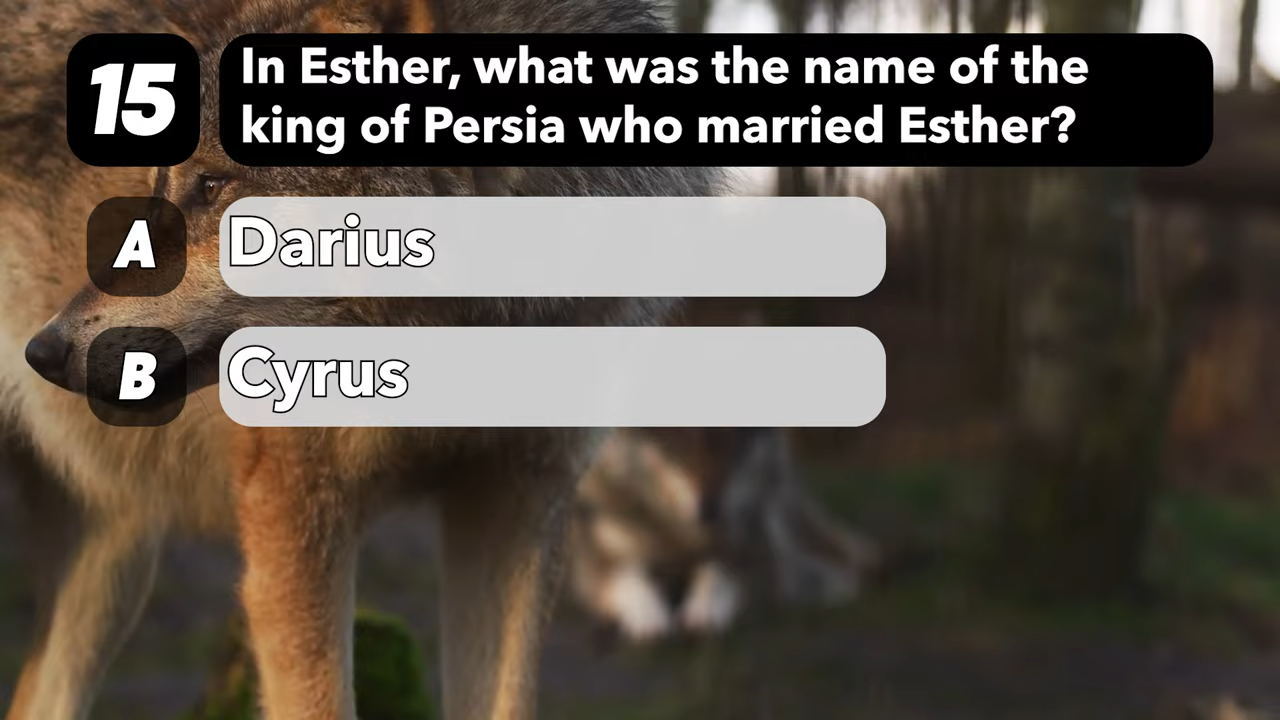 15
In Esther, what was the name of the
king of Persia who married Esther?
A
Darius
B
Cyrus